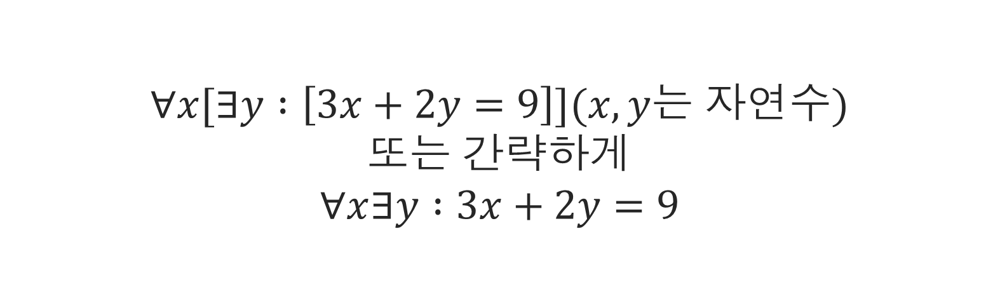 ∀x[∃y : [3x + 2y = 9]](x, y는 자연수)
또는 간략하게
∀x∃y : 3x + 2y = 9